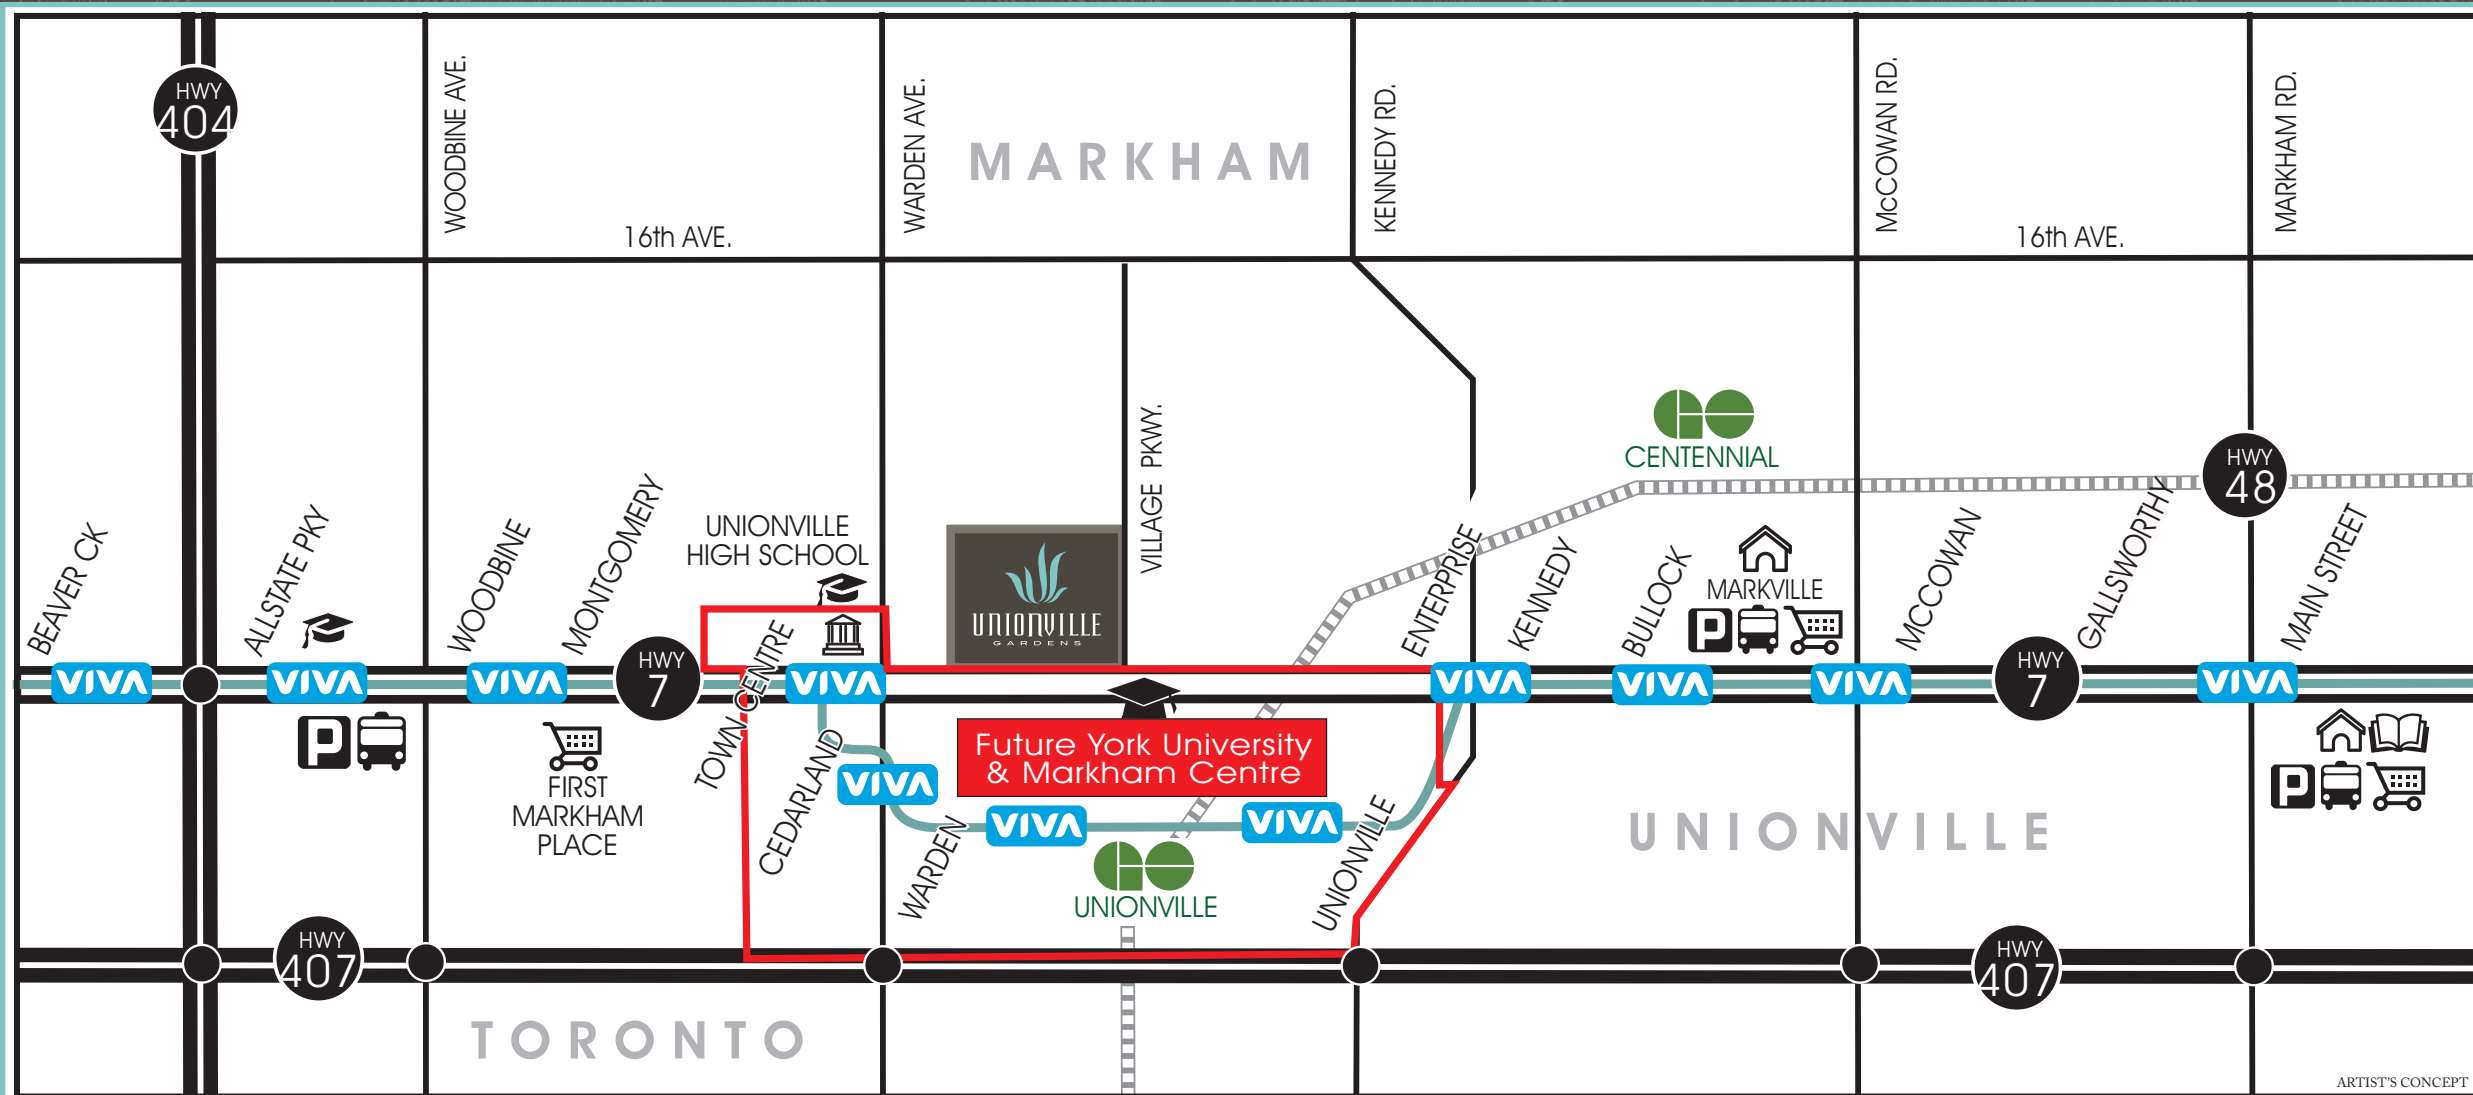 HWY
404
WOODBINE AVE.
WARDEN AVE.
MARKHAM
KENNEDY RD.
McCOWAN RD.
MARKHAM RD.
16th AVE.
16th AVE.
VILLAGE PKWY.
GO
CENTENNIAL
HWY
48
BEAVER CK
ALLSTATE PKY
WOODBINE
MONTGOMERY
UNIONVILLE
HIGH SCHOOL
UNIONVILLE
GARDENS
ENTERPRISE
KENNEDY
BULLOCK
MARKVILLE
P
MCCOWAN
GALLSWORTHY
MAIN STREET
VIVA
VIVA
VIVA
HWY
7
TOWN CENTRE
VIVA
VIVA
VIVA
VIVA
HWY
7
VIVA
P
FIRST
MARKHAM
PLACE
CEDARLAND
VIVA
Future York University
& Markham Centre
P
WARDEN
VIVA
VIVA
UNIONVILLE
UNIONVILLE
GO
UNIONVILLE
HWY
407
HWY
407
TORONTO
ARTIST'S CONCEPT